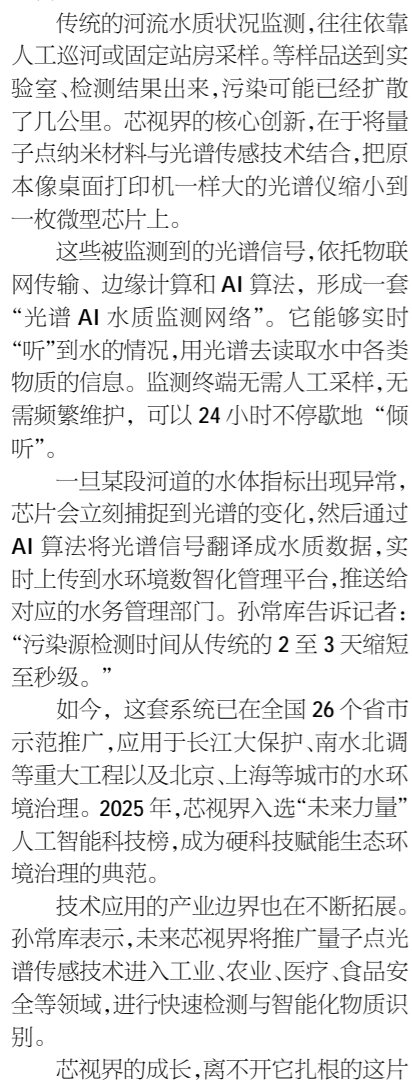 传统的河流水质状况监测,往往依靠
人工巡河或固定站房采样。等样品送到实
验室、检测结果出来,污染可能已经扩散
了几公里。芯视界的核心创新,在于将量
子点纳米材料与光谱传感技术结合,把原
本像桌面打印机一样大的光谱仪缩小到
一枚微型芯片上。
这些被监测到的光谱信号,依托物联
网传输、边缘计算和 AI 算法，形成一套
“光谱 AI 水质监测网络”。它能够实时
“听”到水的情况,用光谱去读取水中各类
物质的信息。监测终端无需人工采样,无
需频繁维护，可以 24 小时不停歇地“倾
听”。
一旦某段河道的水体指标出现异常,
芯片会立刻捕捉到光谱的变化,然后通过
AI 算法将光谱信号翻译成水质数据,实
时上传到水环境数智化管理平台,推送给
对应的水务管理部门。孙常库告诉记者:
“污染源检测时间从传统的 2 至 3 天缩短
至秒级。”
如今，这套系统已在全国 26 个省市
示范推广,应用于长江大保护、南水北调
等重大工程以及北京、上海等城市的水环
境治理。2025 年,芯视界入选“未来力量”
人工智能科技榜,成为硬科技赋能生态环
境治理的典范。
技术应用的产业边界也在不断拓展。
孙常库表示,未来芯视界将推广量子点光
谱传感技术进入工业、农业、医疗、食品安
全等领域,进行快速检测与智能化物质识
别。
芯视界的成长,离不开它扎根的这片